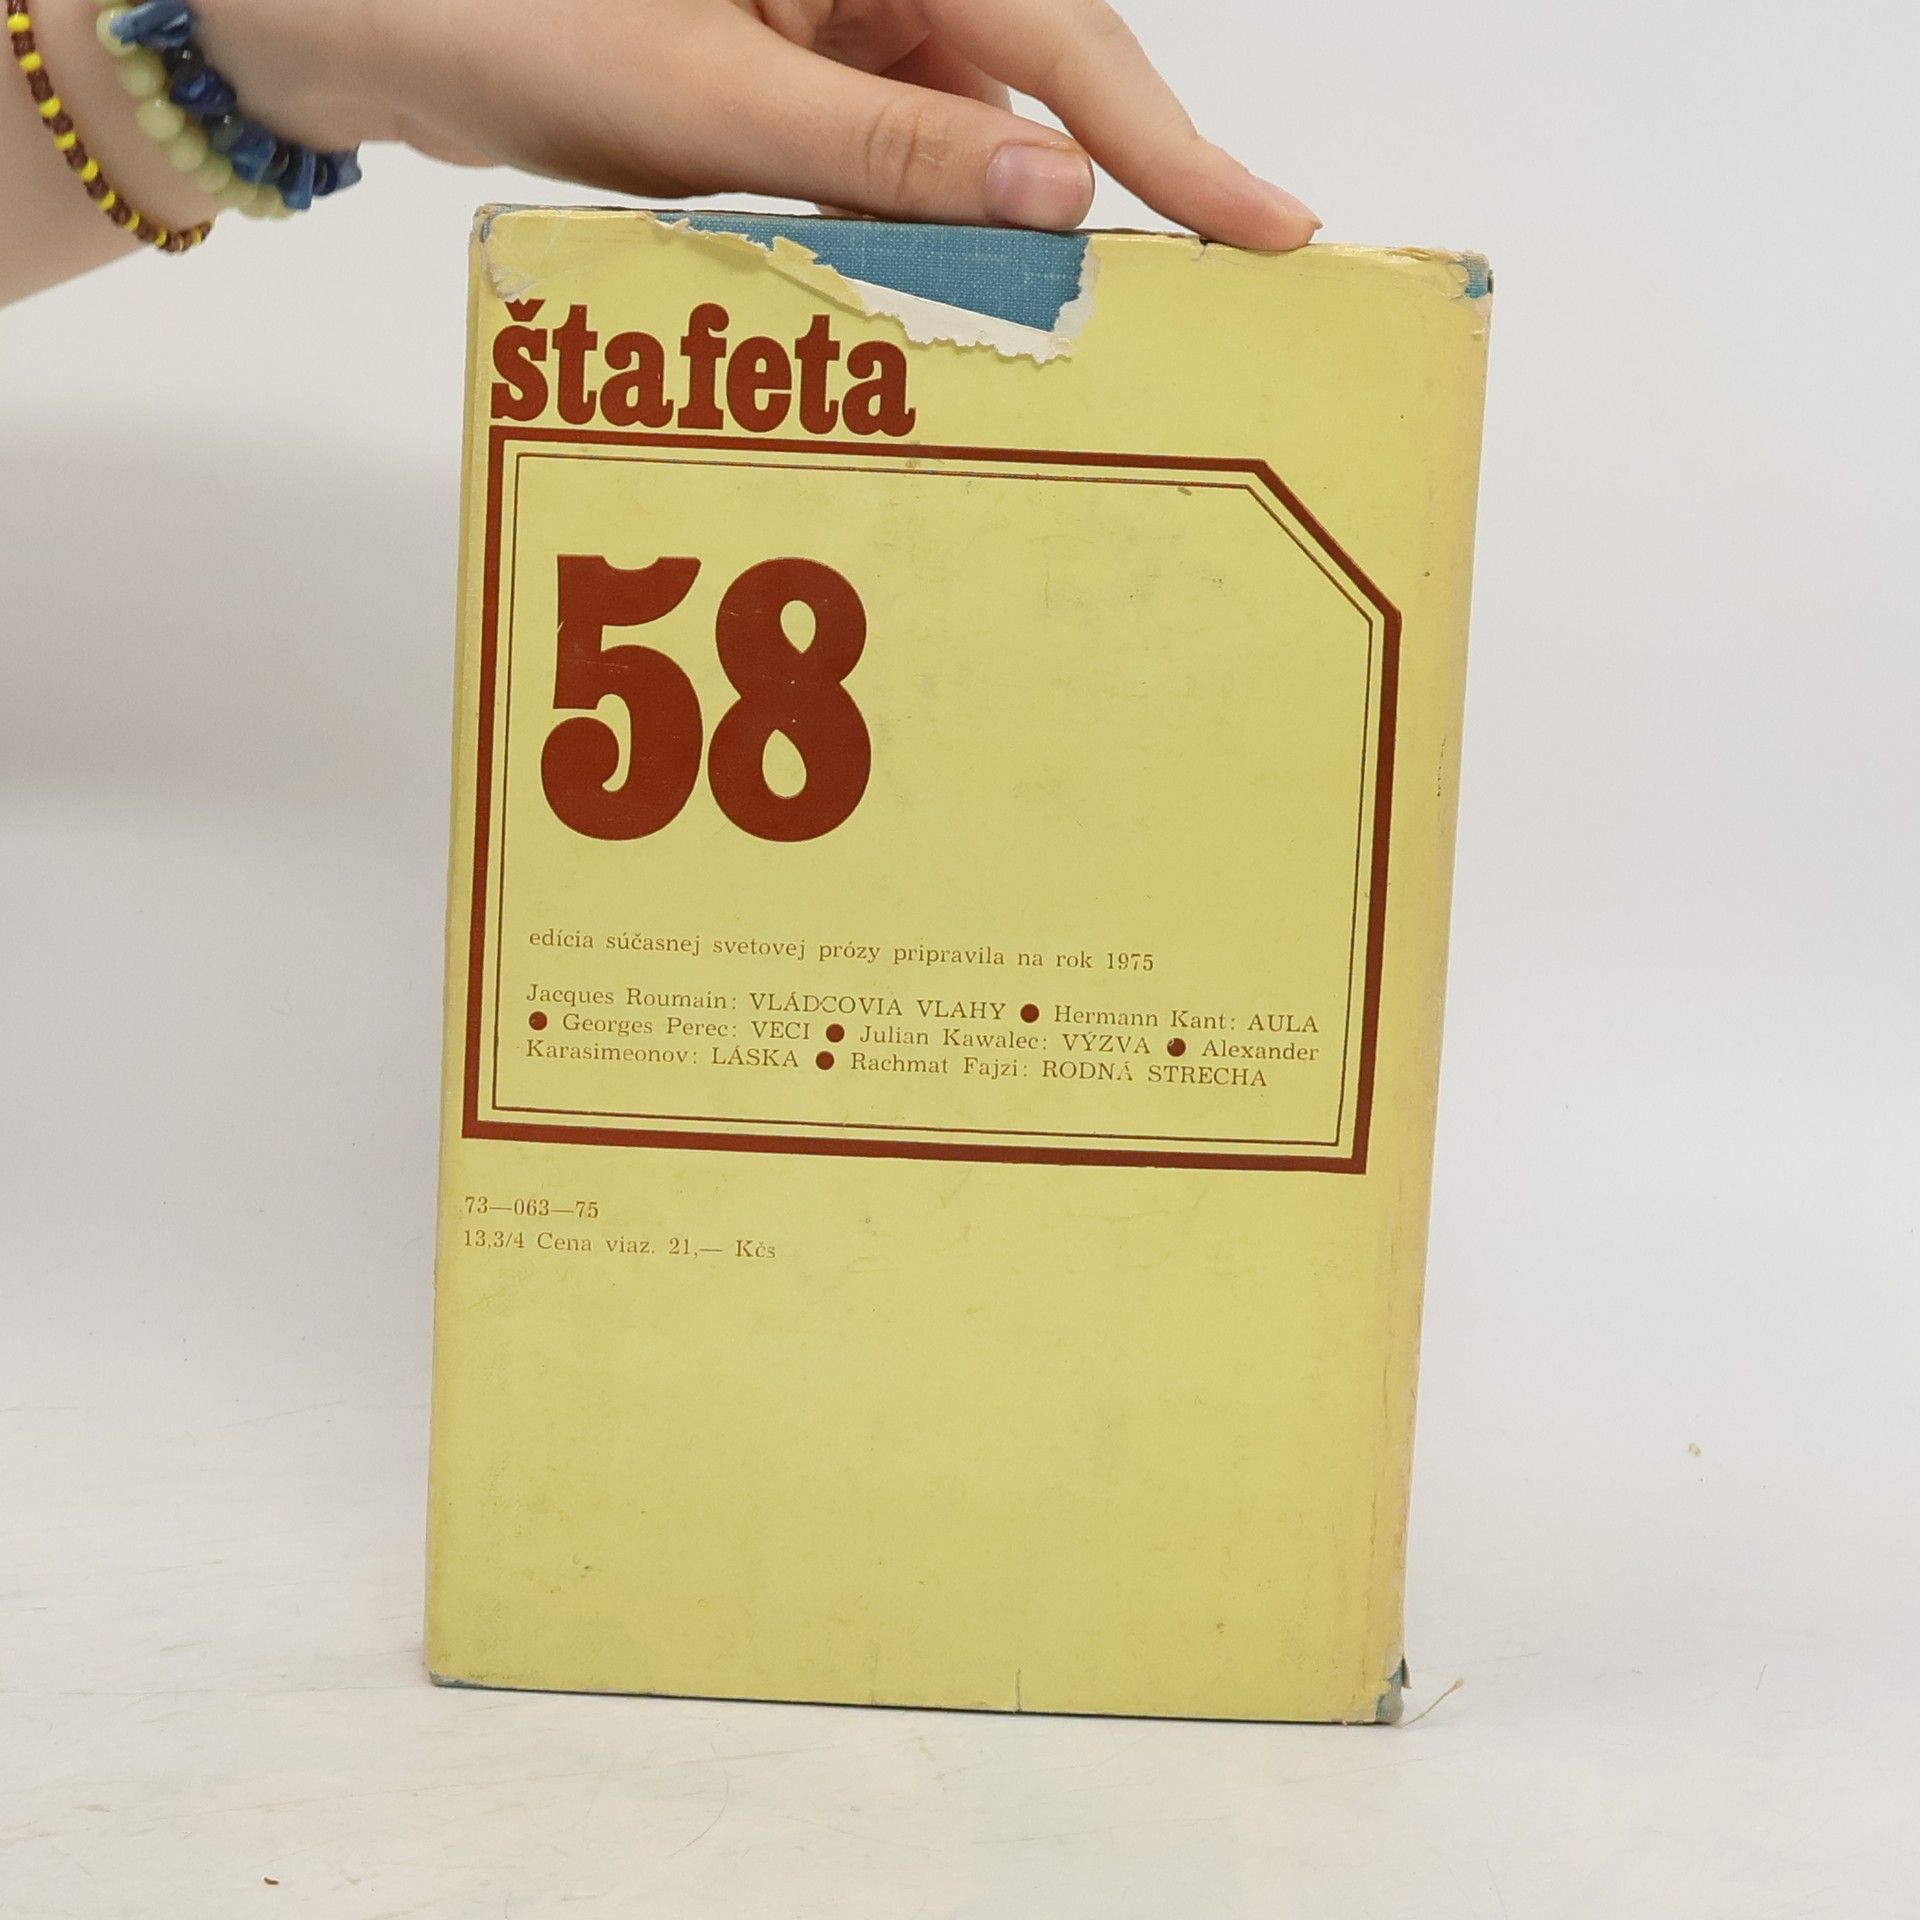 štafeta
58
edícia súčasnej svetovej prózy pripravila na rok 1975
Jacques Roumain: VLÁDCOVIA VLAHY ● Hermann Kant: AULA
● Georges Perec: VECI ● Julian Kawalec: VÝZVA ● Alexander
Karasimeonov: LÁSKA ● Rachmat Fajzi: RODNÁ STRECHA
73—063—75
13,3/4 Cena viaz. 21,— Kčs